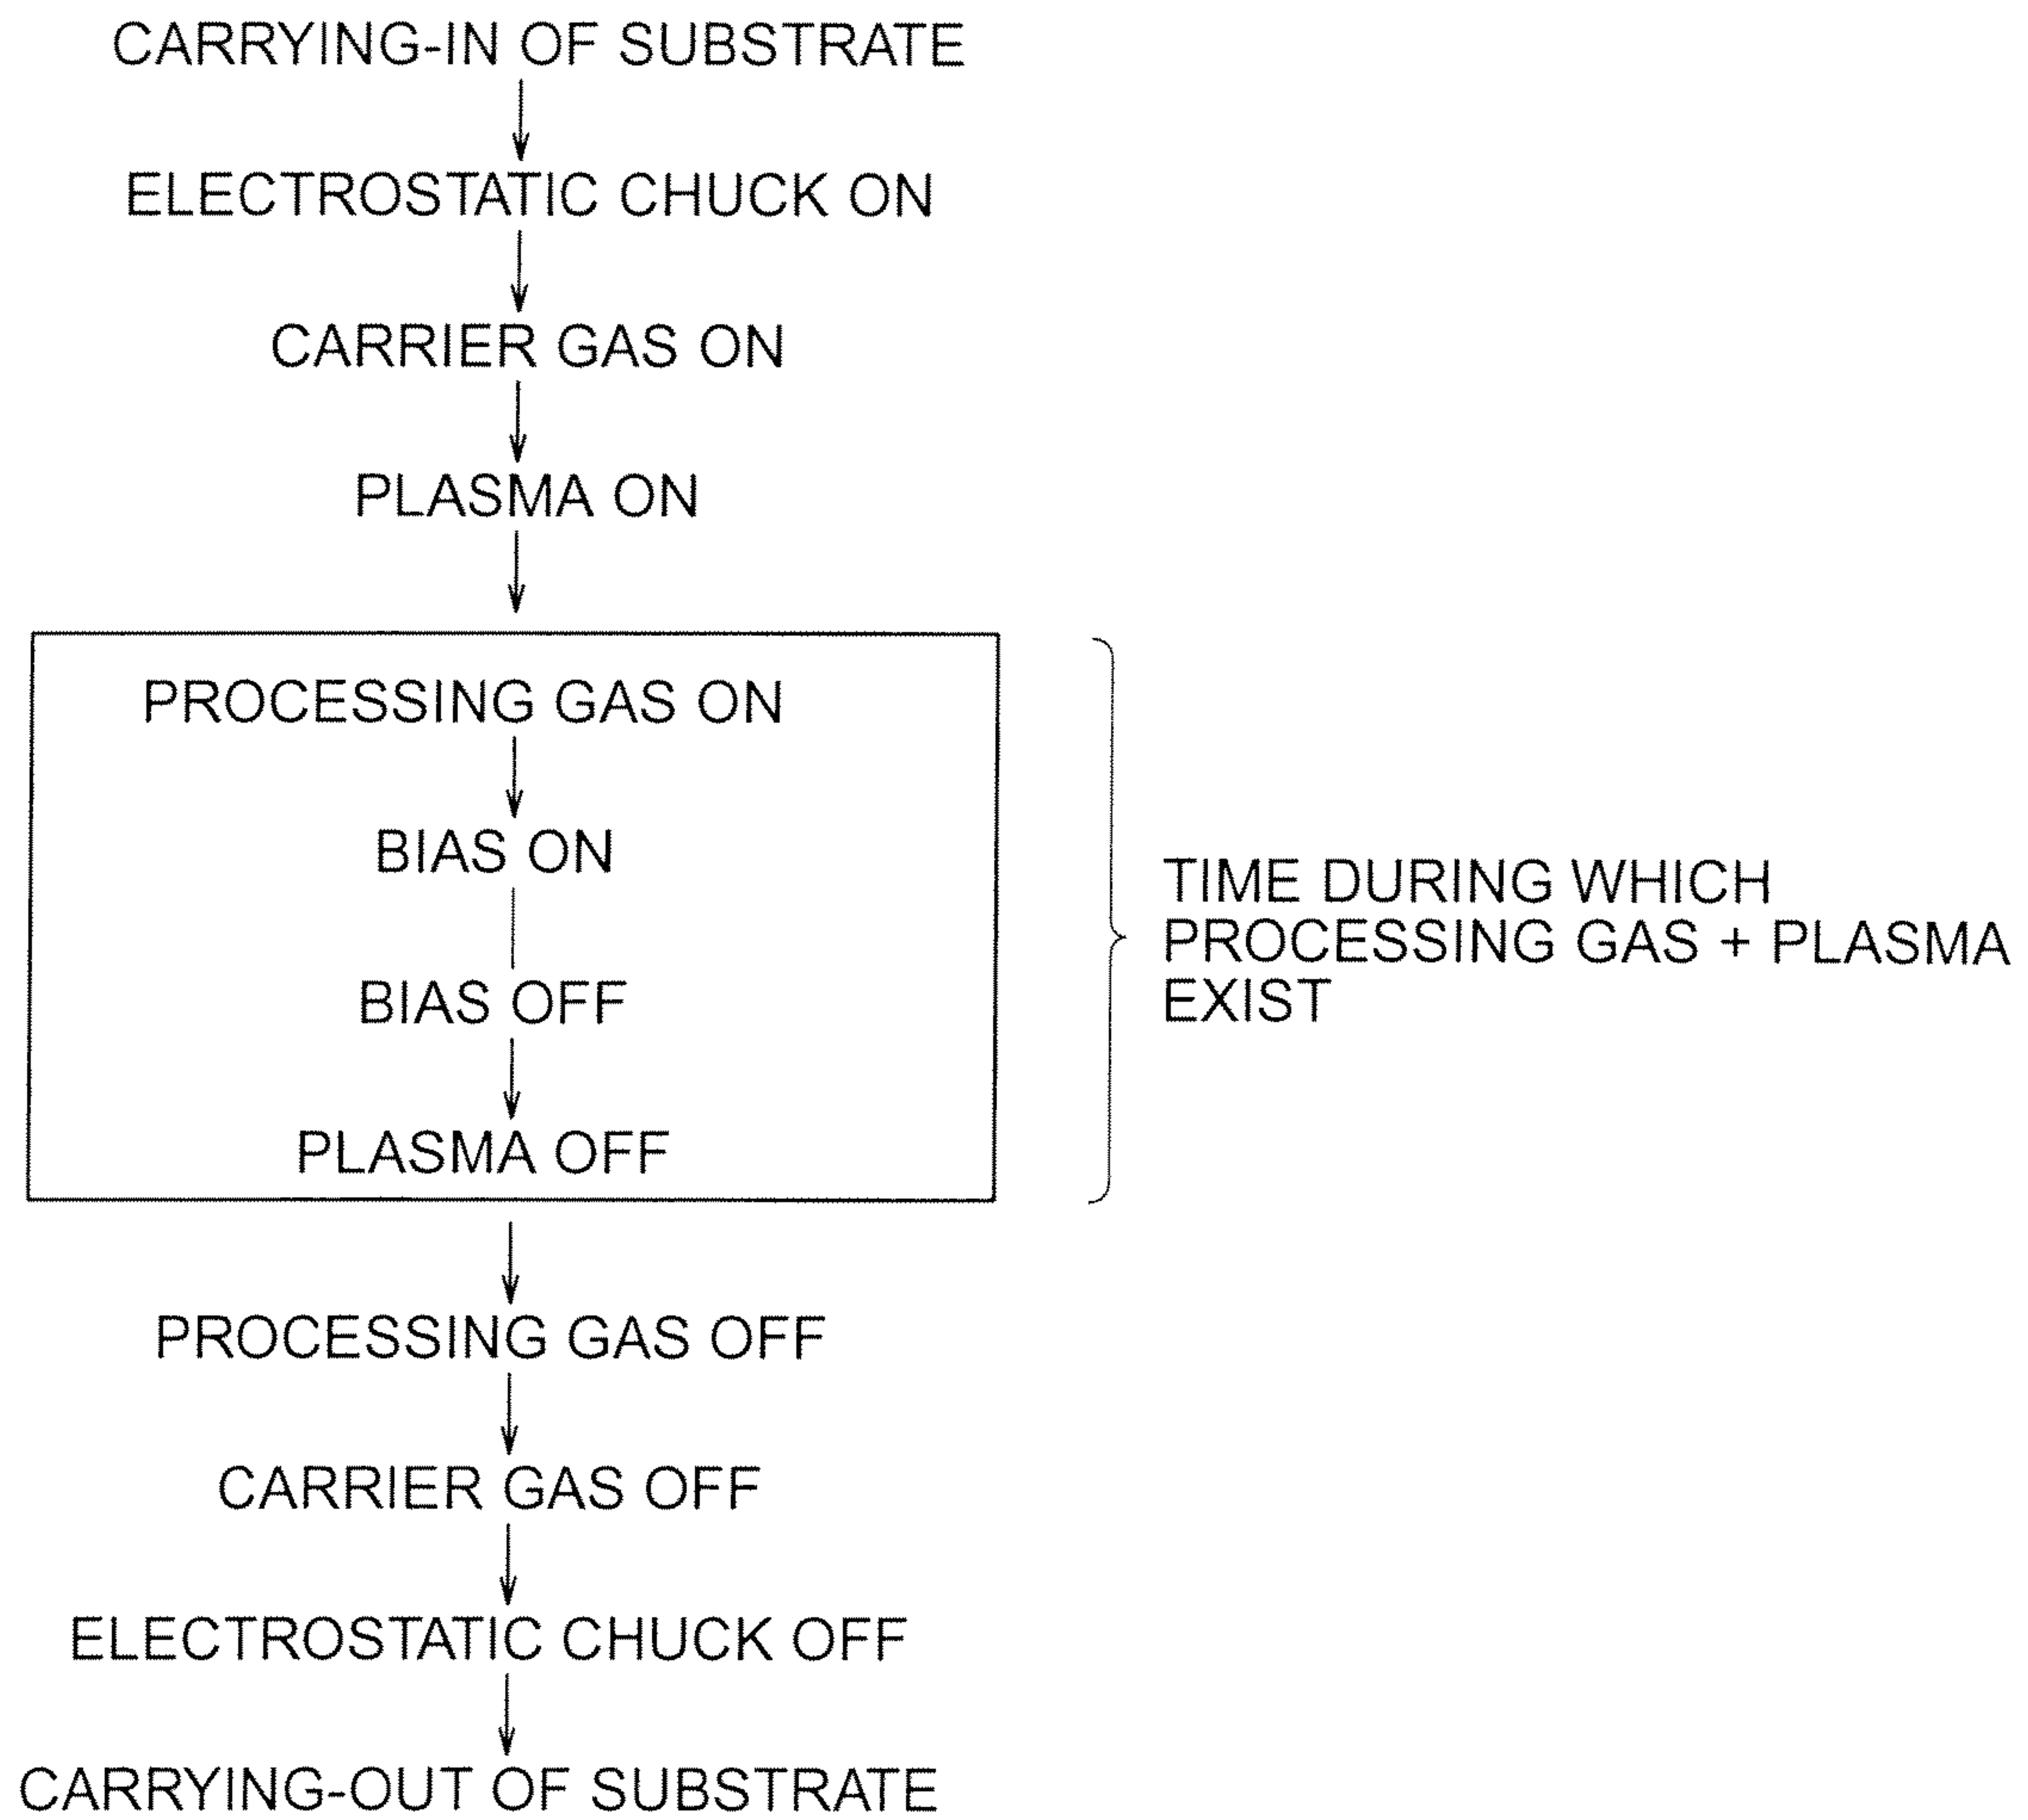 CARRYING-IN OF SUBSTRATE
ELECTROSTATIC CHUCK ON
CARRIER GAS ON
PLASMA ON
PROCESSING GAS ON
BIAS ON
BIAS OFF
PLASMA OFF
TIME DURING WHICH
PROCESSING GAS + PLASMA
EXIST
PROCESSING GAS OFF
CARRIER GAS OFF
ELECTROSTATIC CHUCK OFF
CARRYING-OUT OF SUBSTRATE